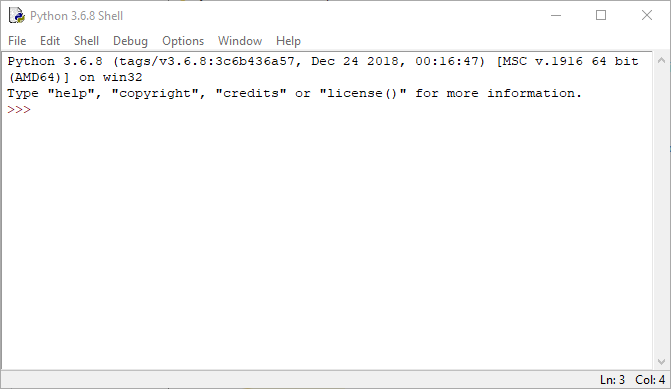 Python 3.6.8 Shell
File Edit Shell Debug Options Window Help
Python 3.6.8 (tags/v3.6.8:3c6b436a57, Dec 24 2018, 00:16:47) [MSC v.1916 64 bit
(AMD64)] on win32
Type "help", "copyright", "credits" or "license()" for more information.
>>>
Ln: 3 Col: 4